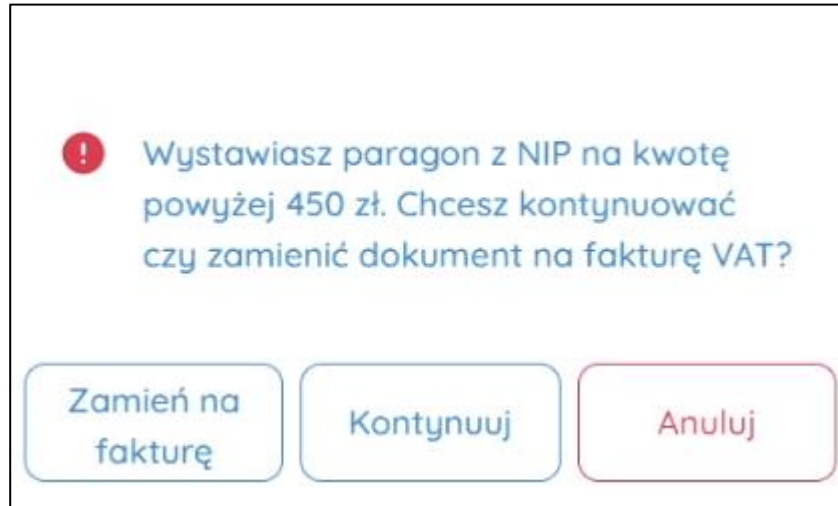 Wystawiasz paragon z NIP na kwotę
powyżej 450 zł. Chcesz kontynuować
czy zamienić dokument na fakturę VAT?
Zamień na
fakturę
Kontynuuj
Anuluj